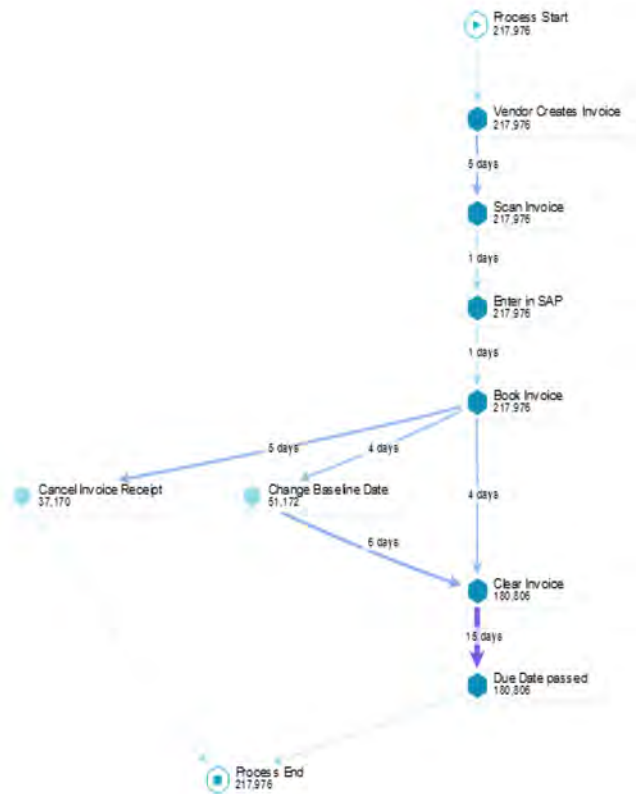 Process Start
217,976
Vendor Creates Invoice
217,976
5 days
Scan Invoice
217,976
1 days
Enter in SAP
217,976
1 days
Book Invoice
217,976
5 days
4 days
Cancel Invoice Receipt
37,170
Change Baseline Date
51,172
4 days
6 days
Clear Invoice
180,806
15 days
Due Date passed
180,806
Process End
217,976